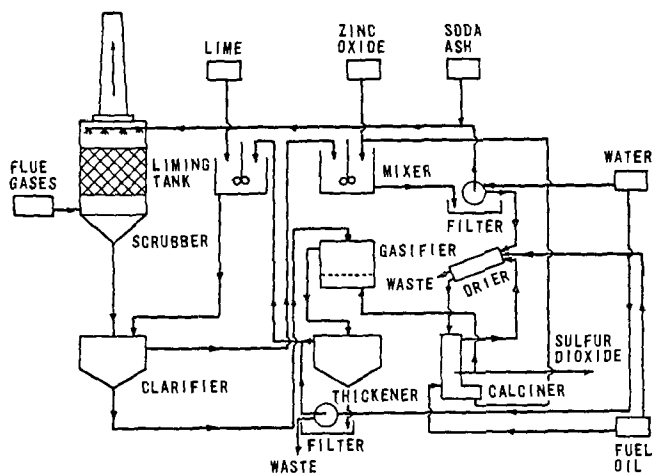 LIME
ZINC
OXIDE
SODA
ASH
FLUE
GASES
LIMING
TANK
MIXER
WATER
FILTER
SCRUBBER
GASIFIER
WASTE
DRIER
SULFUR
DIOXIDE
CLARIFIER
THICKENER
CALCINER
FILTER
WASTE
FUEL
OIL